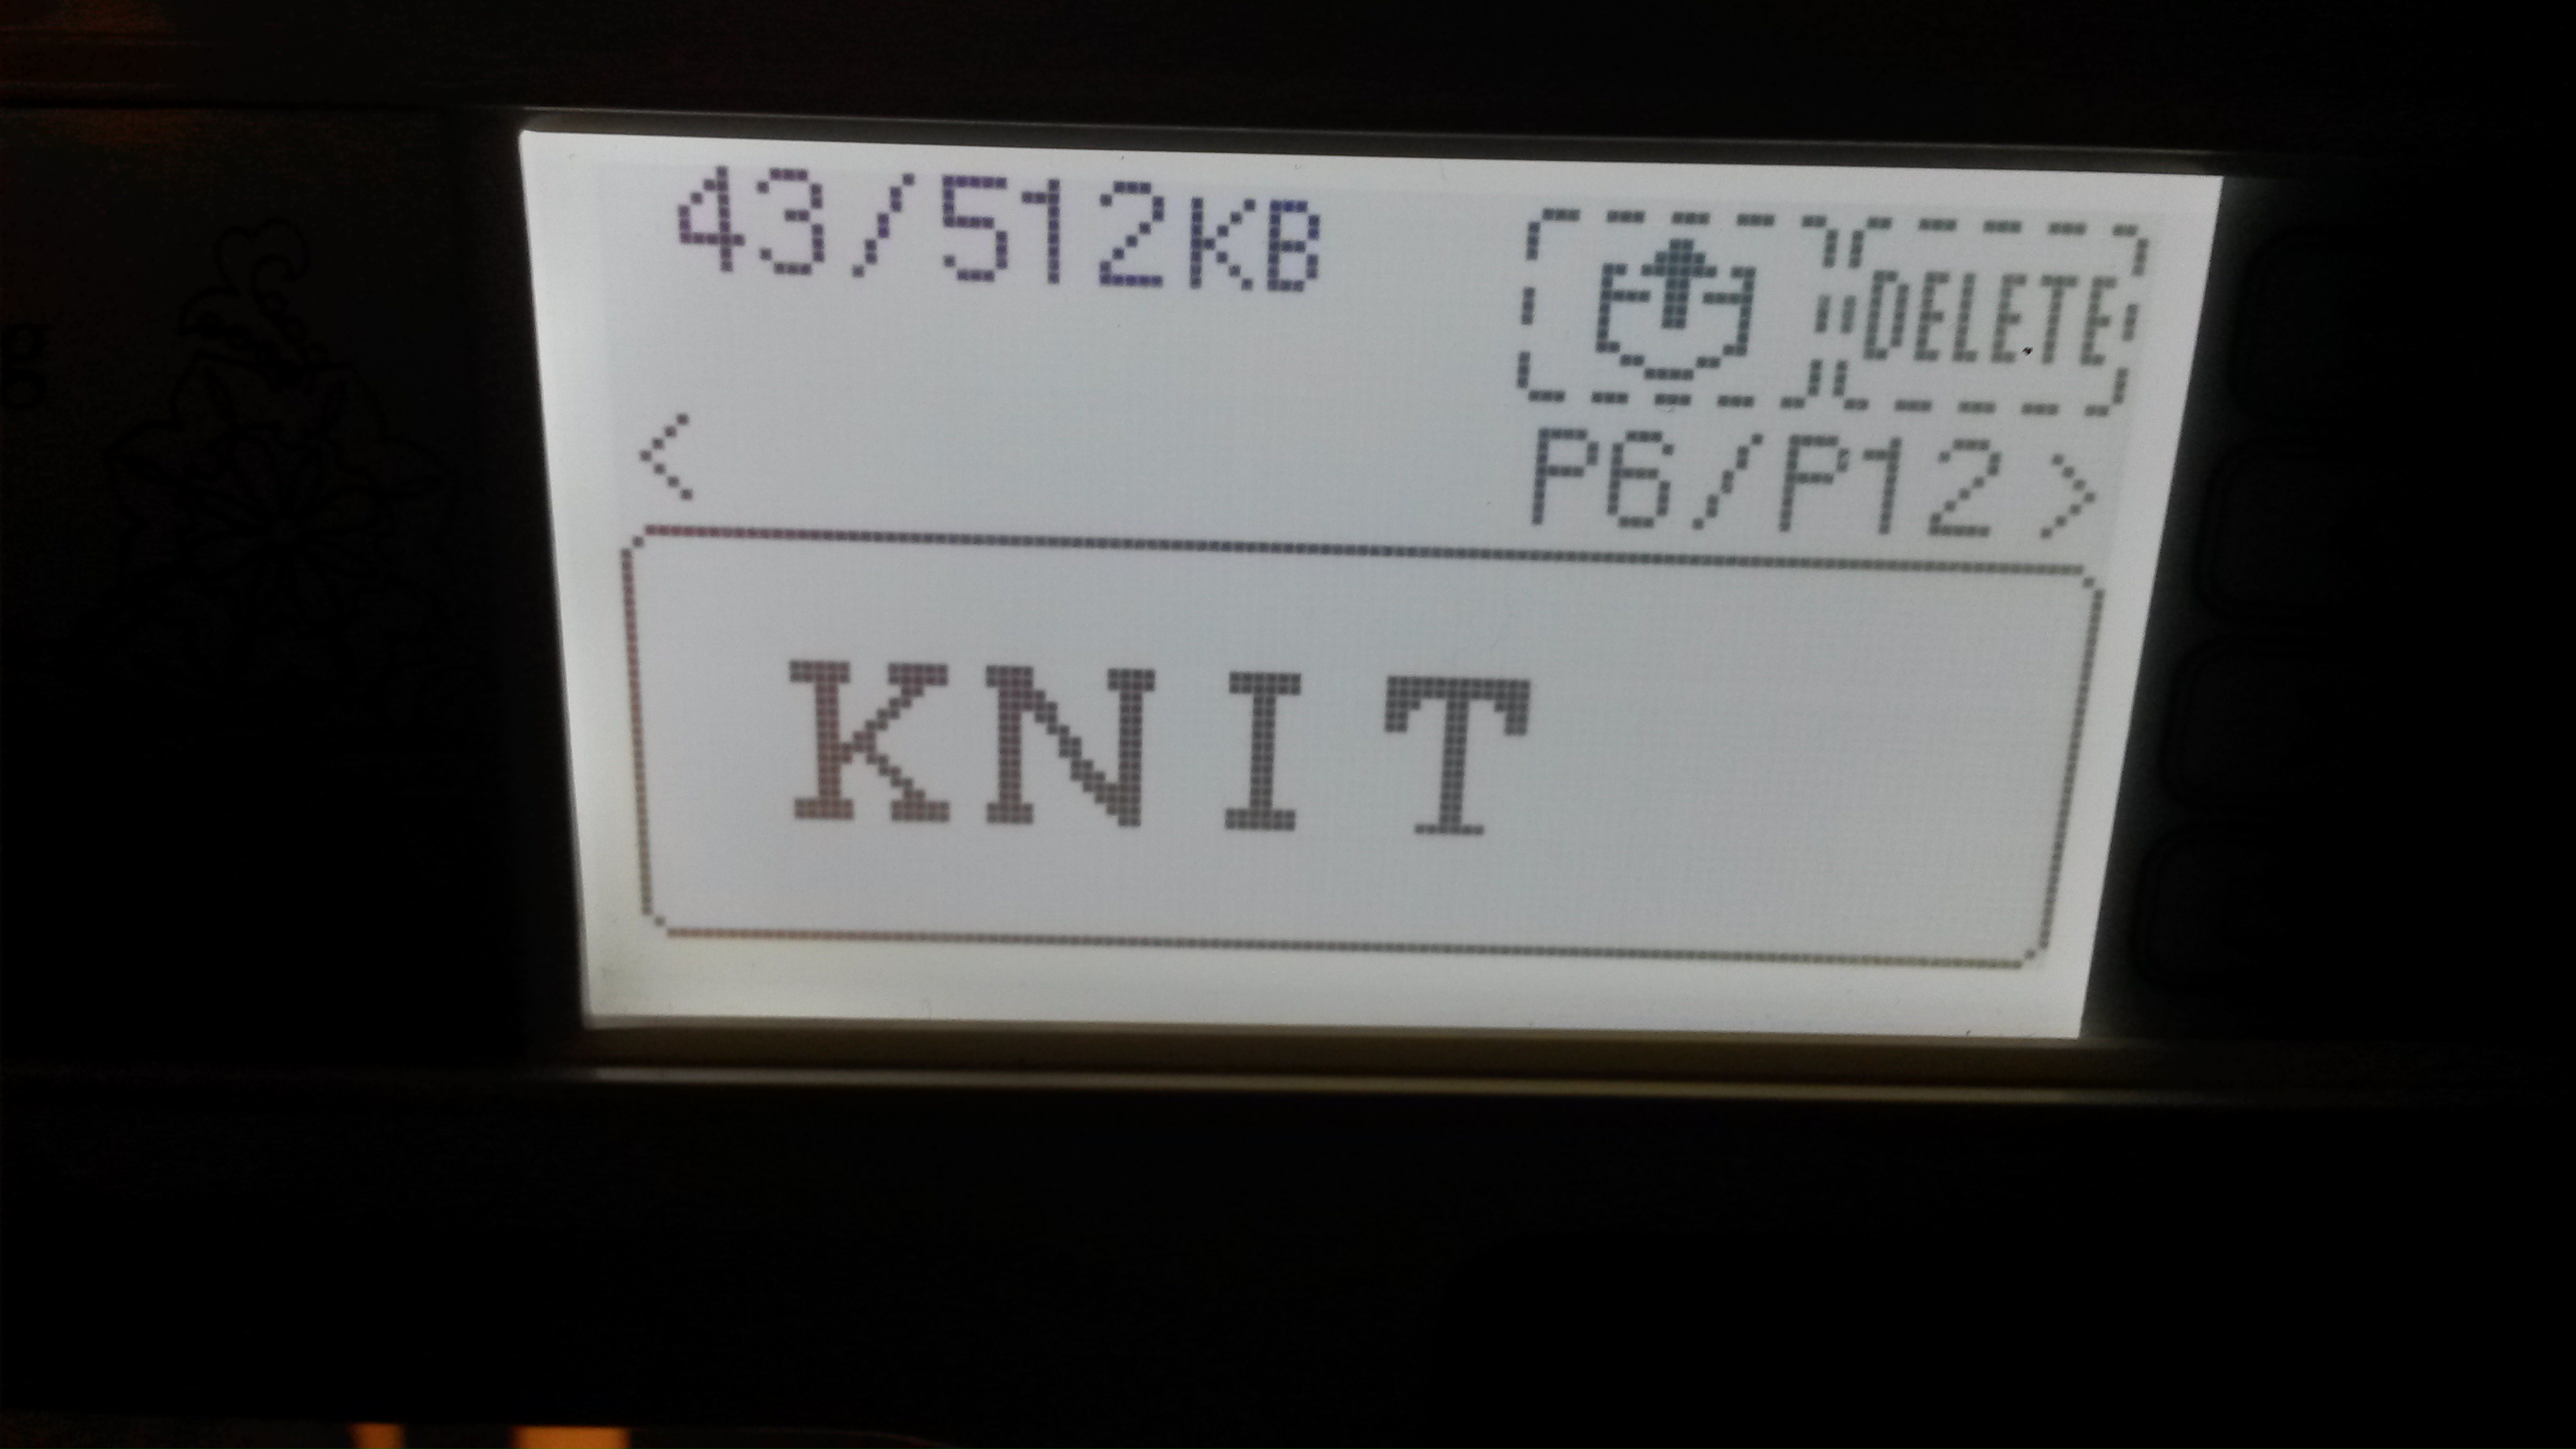 43/512KB
DELETE
< P6/P12>
KNIT
g